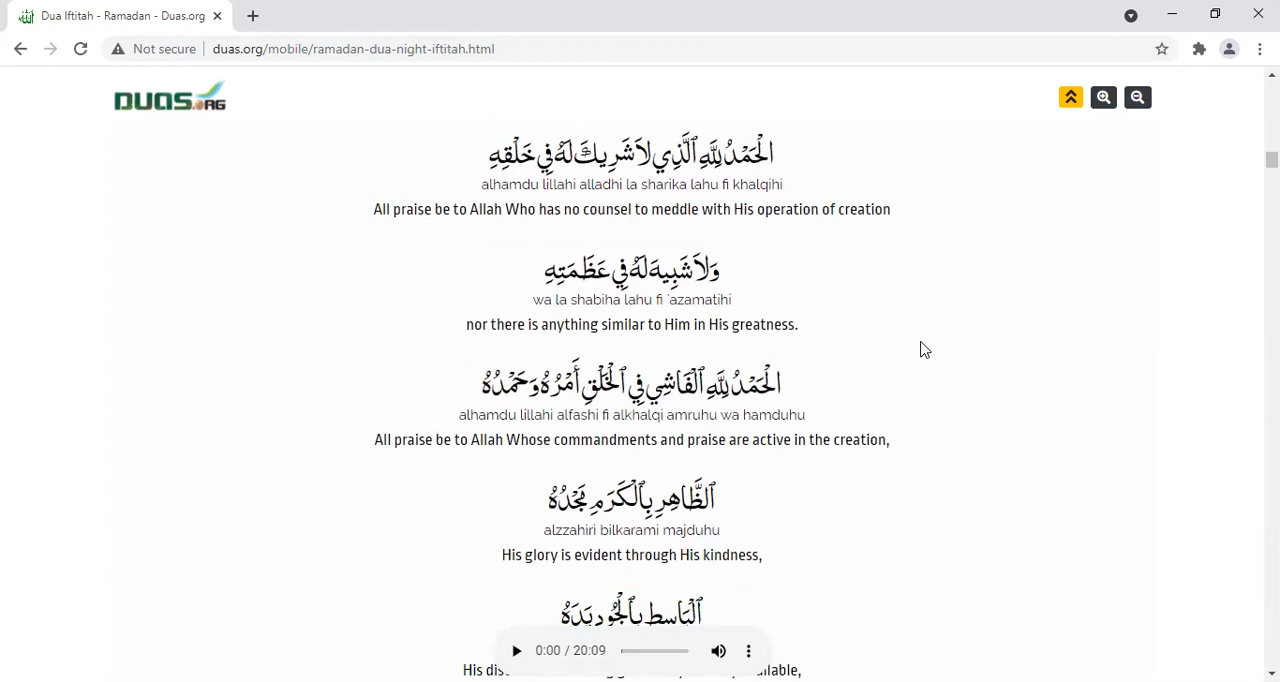 Dua Iftitah - Ramadan - Duas.org
Not secure
duas.org/mobile/ramadan-dua-night-iftitah.html
DUAS.ORG
الْحَمْدُ لِلَّهِ ٱلَّذِي لاَ شَرِيكَ لَهُ فِي خَلْقِهِ
alhamdu lillahi alladhi la sharika lahu fi khalqihi
All praise be to Allah Who has no counsel to meddle with His operation of creation
وَلاَ شَبِيهَ لَهُ فِي عَظَمَتِهِ
wa la shabiha lahu fi `azamatihi
nor there is anything similar to Him in His greatness.
الْحَمْدُ لِلَّهِ ٱلْفَاشِي فِي ٱلْخَلْقِ أَمْرُهُ وَحَمْدُهُ
alhamdu lillahi alfashi fi alkhalqi amruhu wa hamduhu
All praise be to Allah Whose commandments and praise are active in the creation,
ٱلظَّاهِرِ بِٱلْكَرَمِ مَجْدُهُ
alzzahiri bilkarami majduhu
His glory is evident through His kindness,
ٱلْبَاسِطِ بِٱلْجُودِ يَدَهُ
0:00 / 20:09
His